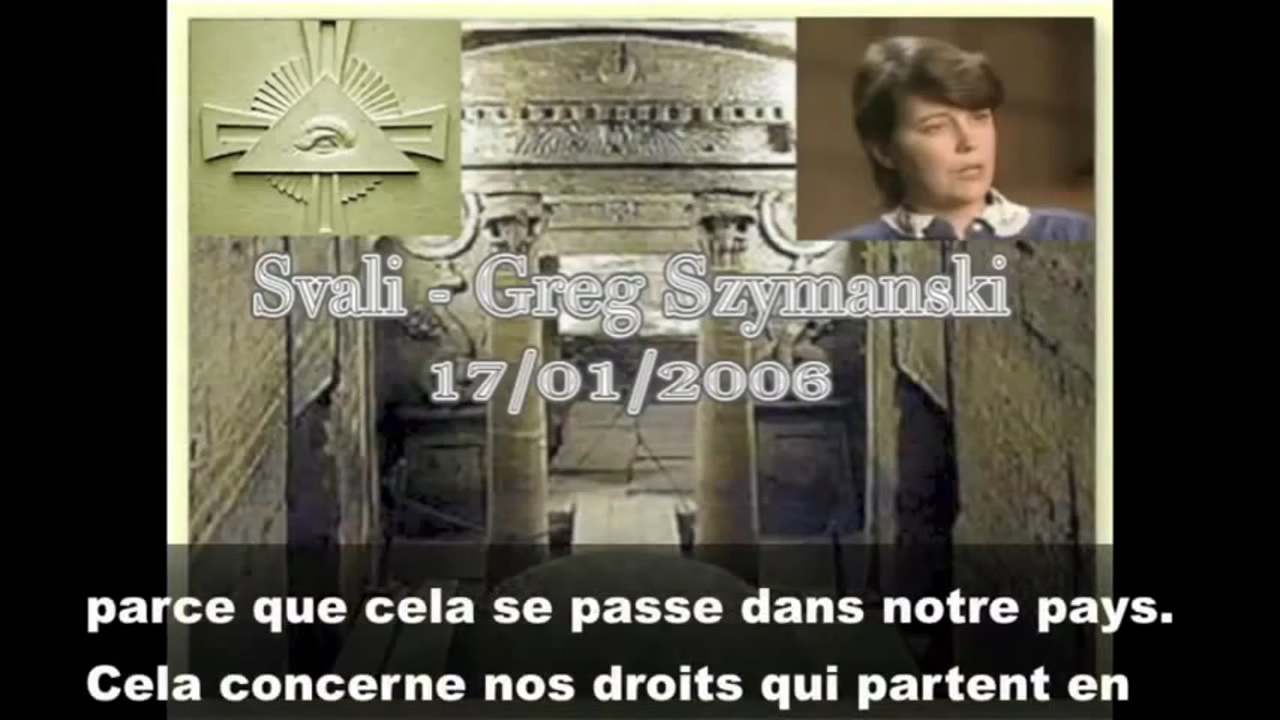 Svali - Greg Szymanski
17/01/2006
parce que cela se passe dans notre pays.
Cela concerne nos droits qui partent en